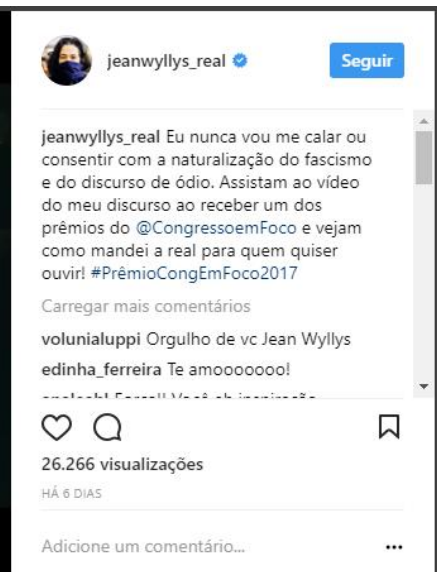 jeanwyllys_real
Seguir
jeanwyllys_real Eu nunca vou me calar ou
consentir com a naturalização do fascismo
e do discurso de ódio. Assistam ao vídeo
do meu discurso ao receber um dos
prêmios do @CongressoemFoco e vejam
como mandei a real para quem quiser
ouvir! #PrêmioCongEmFoco2017
Carregar mais comentários
volunialuppi Orgulho de vc Jean Wyllys
edinha_ferreira Te amooooooo!
26.266 visualizações
HÁ 6 DIAS
Adicione um comentário...